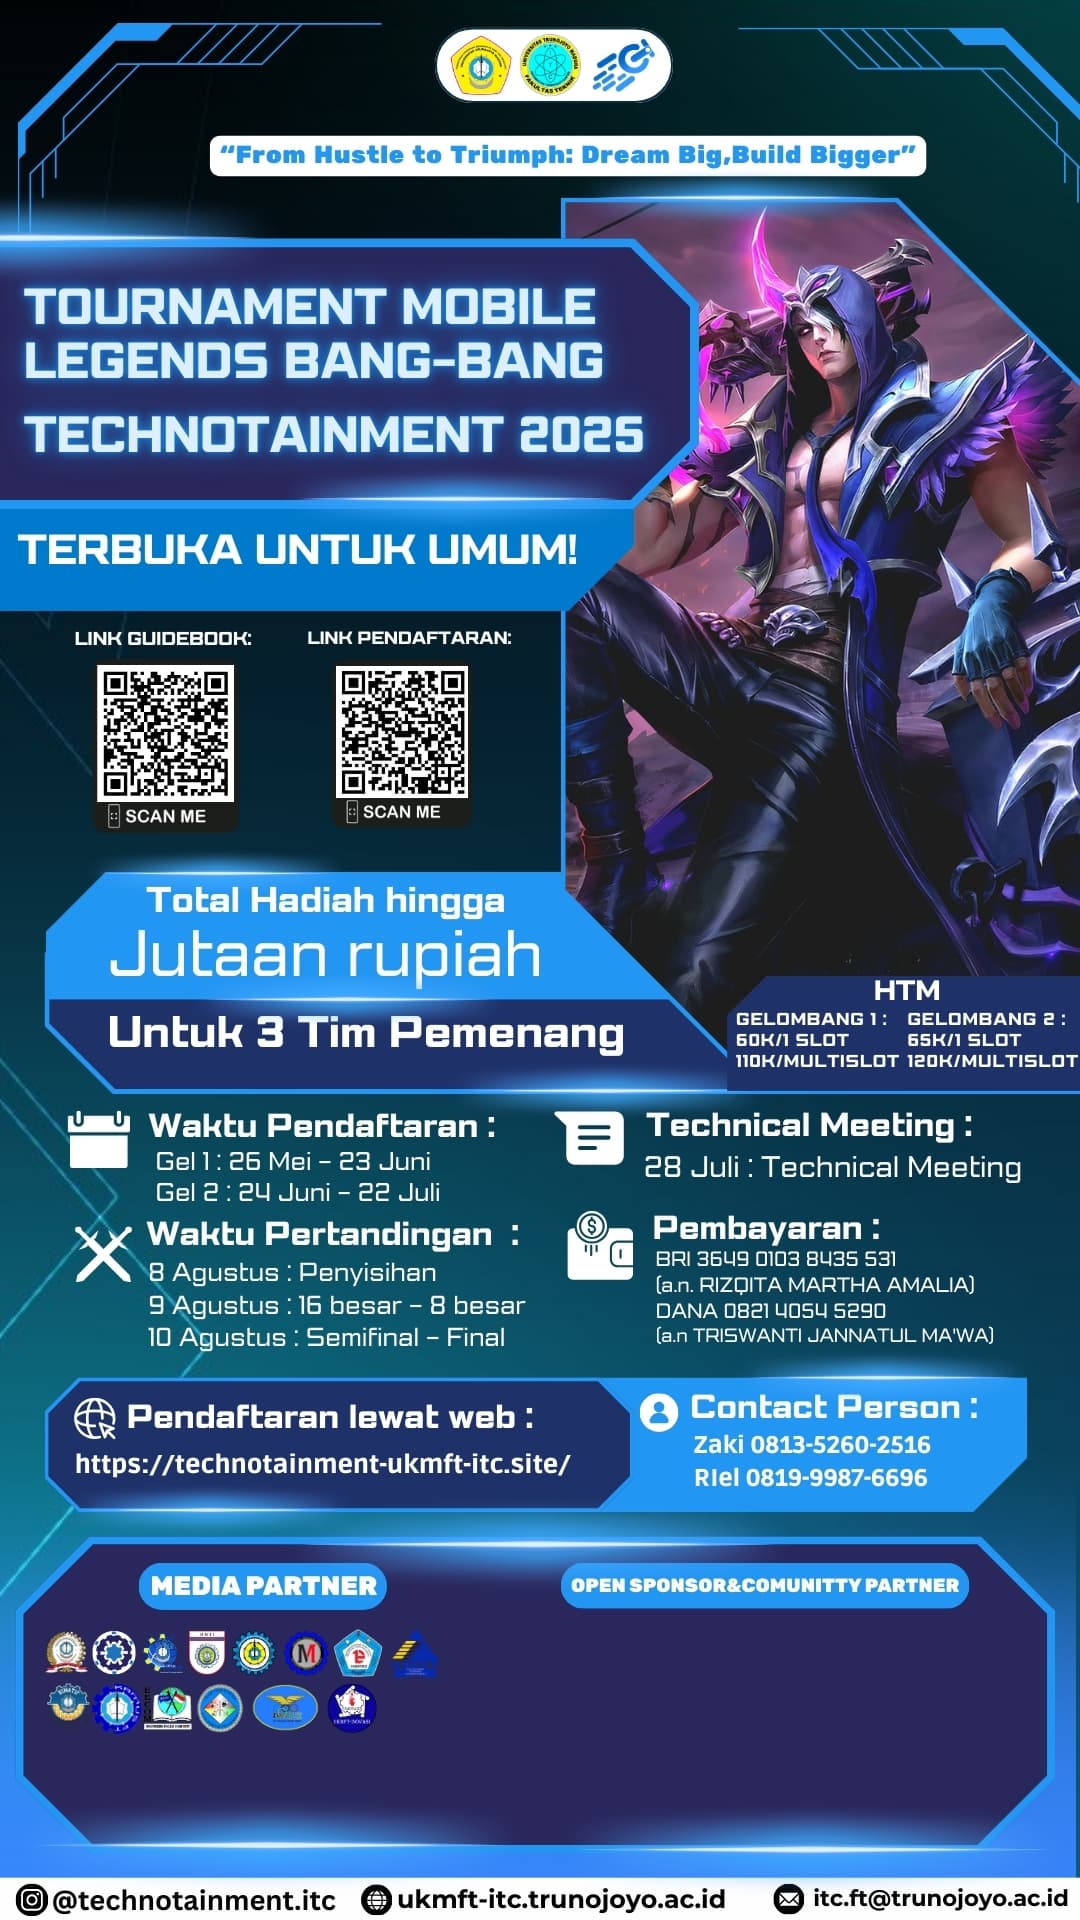 UNIVERSITAS TRUNOJOYO MADURA
FAKULTAS TEKNIK
“From Hustle to Triumph: Dream Big,Build Bigger”
TOURNAMENT MOBILE
LEGENDS BANG-BANG
TECHNOTAINMENT 2025
TERBUKA UNTUK UMUM!
LINK GUIDEBOOK:
SCAN ME
LINK PENDAFTARAN:
SCAN ME
Total Hadiah hingga
Jutaan rupiah
Untuk 3 Tim Pemenang
HTM
GELOMBANG 1 :
60K/1 SLOT
110K/MULTISLOT
GELOMBANG 2 :
65K/1 SLOT
120K/MULTISLOT
Waktu Pendaftaran :
Gel 1 : 26 Mei – 23 Juni
Gel 2 : 24 Juni – 22 Juli
Technical Meeting :
28 Juli : Technical Meeting
Waktu Pertandingan :
8 Agustus : Penyisihan
9 Agustus : 16 besar – 8 besar
10 Agustus : Semifinal – Final
Pembayaran :
BRI 3649 0103 8435 531
(a.n. RIZQITA MARTHA AMALIA)
DANA 0821 4054 5290
(a.n TRISWANTI JANNATUL MA'WA)
Pendaftaran lewat web :
https://technotainment-ukmft-itc.site/
Contact Person :
Zaki 0813-5260-2516
RIel 0819-9987-6696
MEDIA PARTNER
OPEN SPONSOR&COMUNITTY PARTNER
M
@technotainment.itc
ukmft-itc.trunojoyo.ac.id
itc.ft@trunojoyo.ac.id